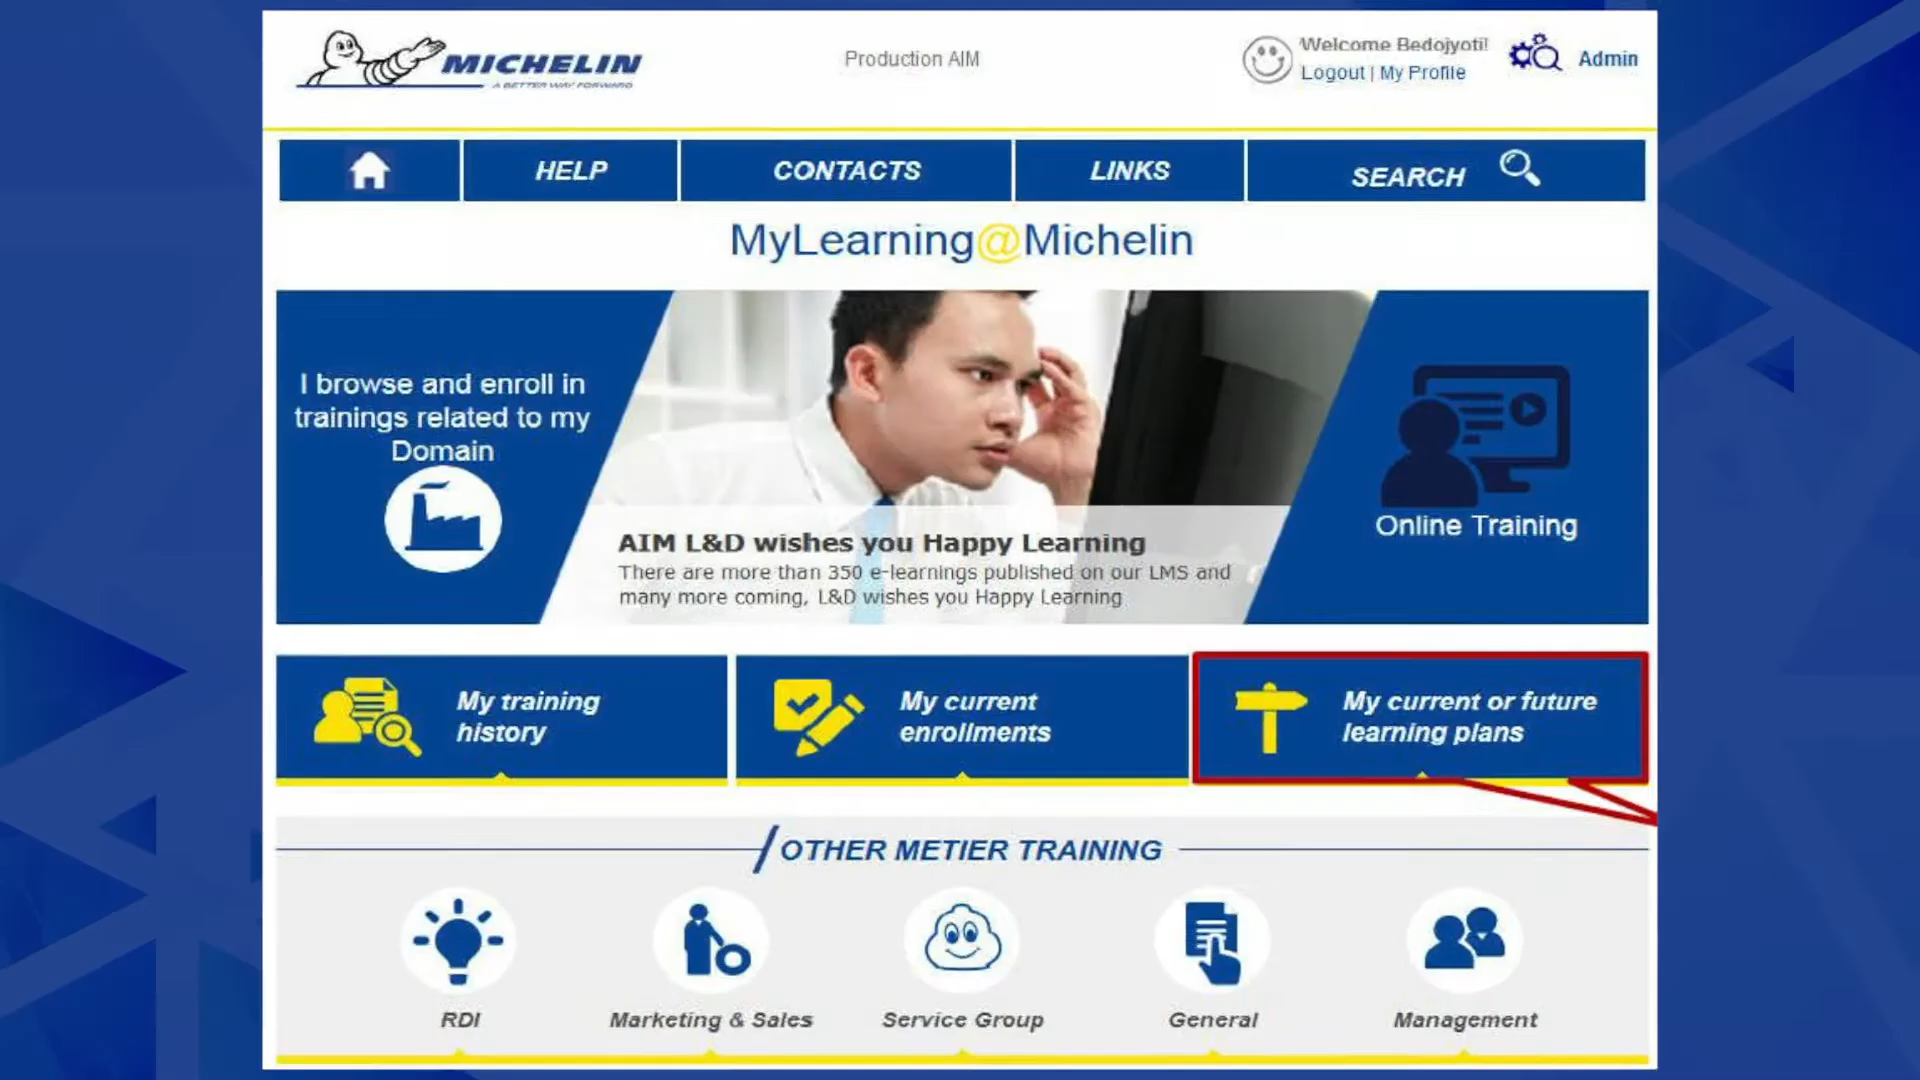 MICHELIN
A BETTER WAY FORWARD
Production AIM
Welcome Bedojyoti!
Logout | My Profile
Admin
HELP
CONTACTS
LINKS
SEARCH
MyLearning@Michelin
I browse and enroll in
trainings related to my
Domain
AIM L&D wishes you Happy Learning
There are more than 350 e-learnings published on our LMS and
many more coming, L&D wishes you Happy Learning
Online Training
My training
history
My current
enrollments
My current or future
learning plans
OTHER METIER TRAINING
RDI
Marketing & Sales
Service Group
General
Management